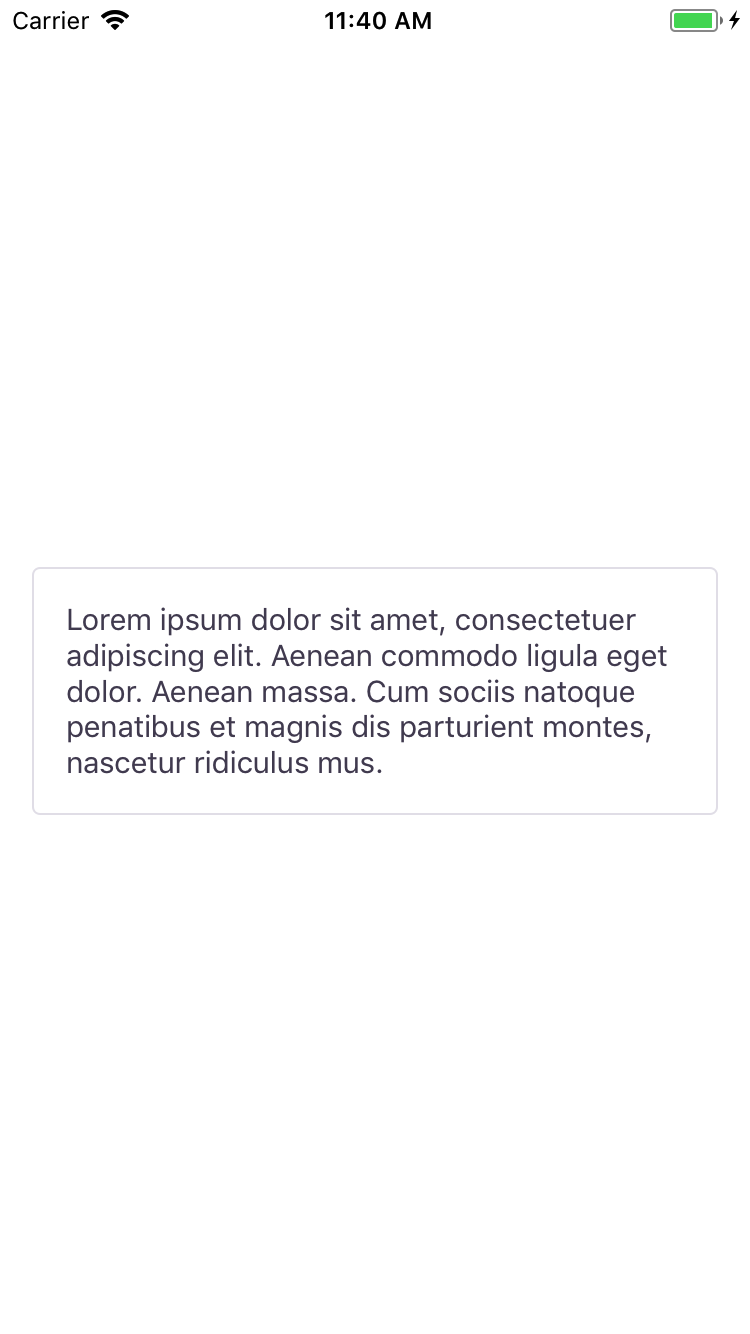 Carrier 11:40 AM
Lorem ipsum dolor sit amet, consectetuer
adipiscing elit. Aenean commodo ligula eget
dolor. Aenean massa. Cum sociis natoque
penatibus et magnis dis parturient montes,
nascetur ridiculus mus.